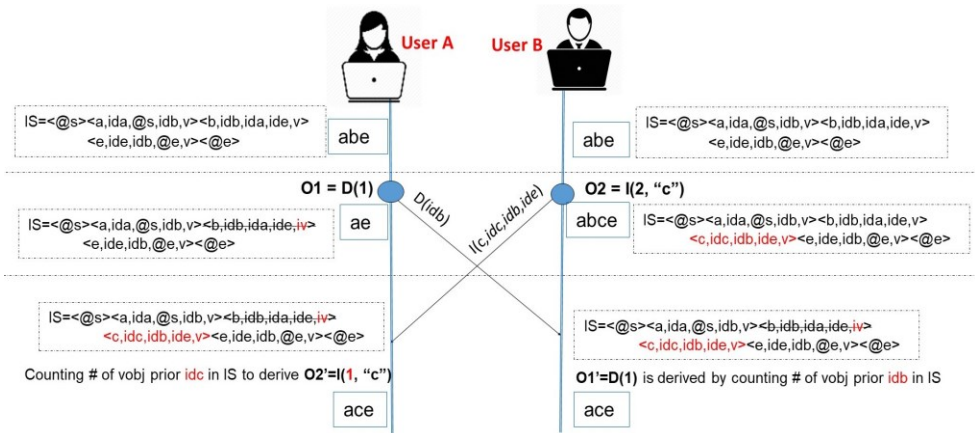 User A
User B
IS=<@s><a,ida,@s,idb,v><b,idb,ida,ide,v>
<e,ide,idb,@e,v><@e>
abe
abe
IS=<@s><a,ida,@s,idb,v><b,idb,ida,ide,v>
<e,ide,idb,@e,v><@e>
O1 = D(1)
O2 = I(2, “c”)
D(idb)
I(c,idc,idb,ide)
IS=<@s><a,ida,@s,idb,v><b,idb,ida,ide,iv>
<e,ide,idb,@e,v><@e>
ae
abce
IS=<@s><a,ida,@s,idb,v><b,idb,ida,ide,v>
<c,idc,idb,ide,v><e,ide,idb,@e,v><@e>
IS=<@s><a,ida,@s,idb,v><b,idb,ida,ide,iv>
<c,idc,idb,ide,v><e,ide,idb,@e,v><@e>
Counting # of vobj prior idc in IS to derive O2’=I(1, “c”)
ace
IS=<@s><a,ida,@s,idb,v><b,idb,ida,ide,iv>
<c,idc,idb,ide,v><e,ide,idb,@e,v><@e>
O1’=D(1) is derived by counting # of vobj prior idb in IS
ace